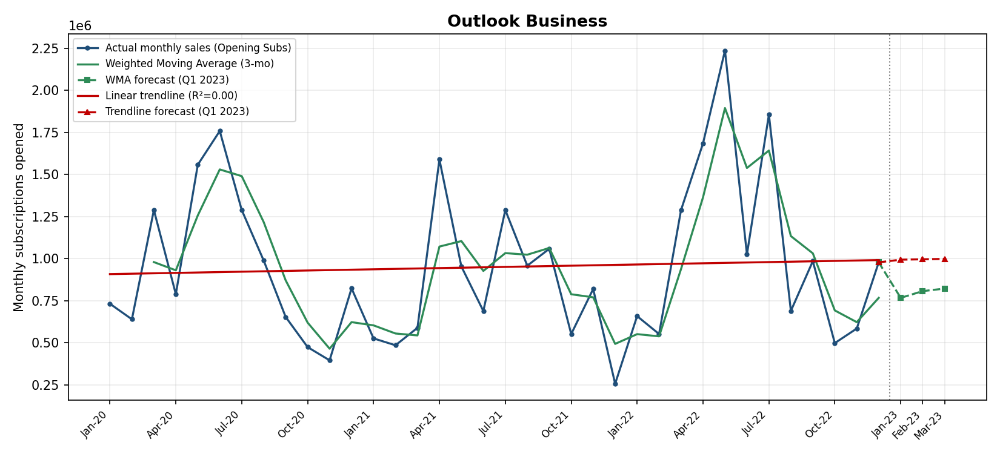 Outlook Business
1e6
Actual monthly sales (Opening Subs)
Weighted Moving Average (3-mo)
WMA forecast (Q1 2023)
Linear trendline (R²=0.00)
Trendline forecast (Q1 2023)
Monthly subscriptions opened
2.25
2.00
1.75
1.50
1.25
1.00
0.75
0.50
0.25
Jan-20
Apr-20
Jul-20
Oct-20
Jan-21
Apr-21
Jul-21
Oct-21
Jan-22
Apr-22
Jul-22
Oct-22
Jan-23
Feb-23
Mar-23